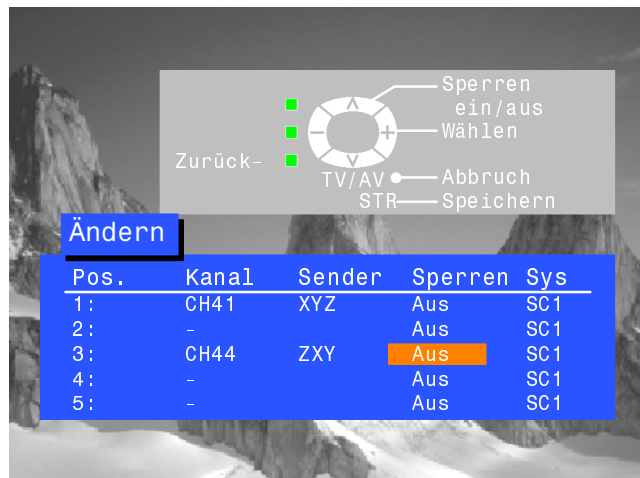 Sperren
ein/aus
Wählen
Zurück–
TV/AV
Abbruch
STR
Speichern
Ändern
Pos. Kanal Sender Sperren Sys
1: CH41 XYZ Aus SC1
2: – Aus SC1
3: CH44 ZXY Aus SC1
4: – Aus SC1
5: – Aus SC1